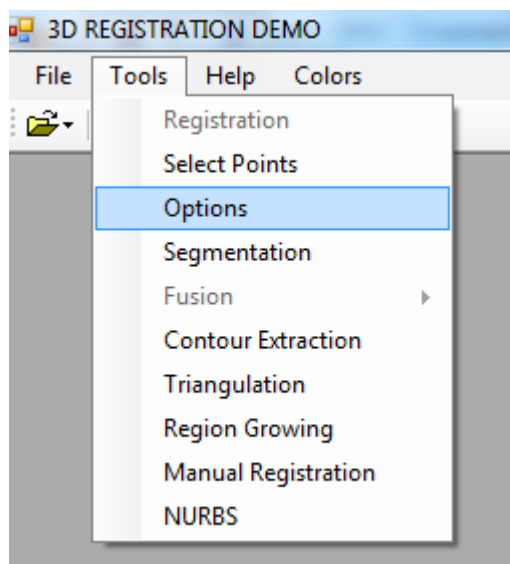 3D REGISTRATION DEMO
File Tools Help Colors
Registration
Select Points
Options
Segmentation
Fusion
Contour Extraction
Triangulation
Region Growing
Manual Registration
NURBS